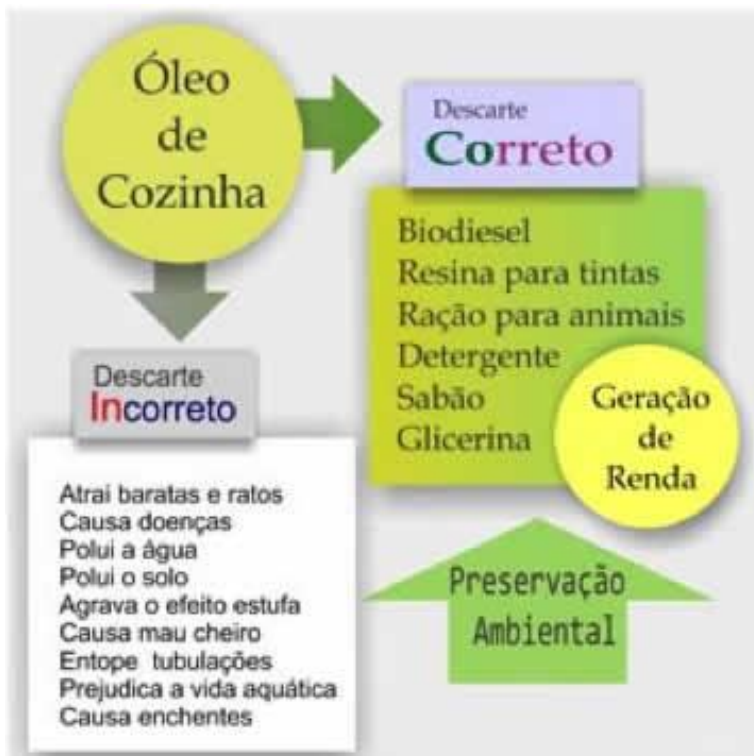 Óleo
de
Cozinha
Descarte
Correto
Biodiesel
Resina para tintas
Ração para animais
Detergente
Sabão
Glicerina
Geração
de
Renda
Descarte
Incorreto
Atrai baratas e ratos
Causa doenças
Polui a água
Polui o solo
Agrava o efeito estufa
Causa mau cheiro
Entope tubulações
Prejudica a vida aquática
Causa enchentes
Preservação
Ambiental